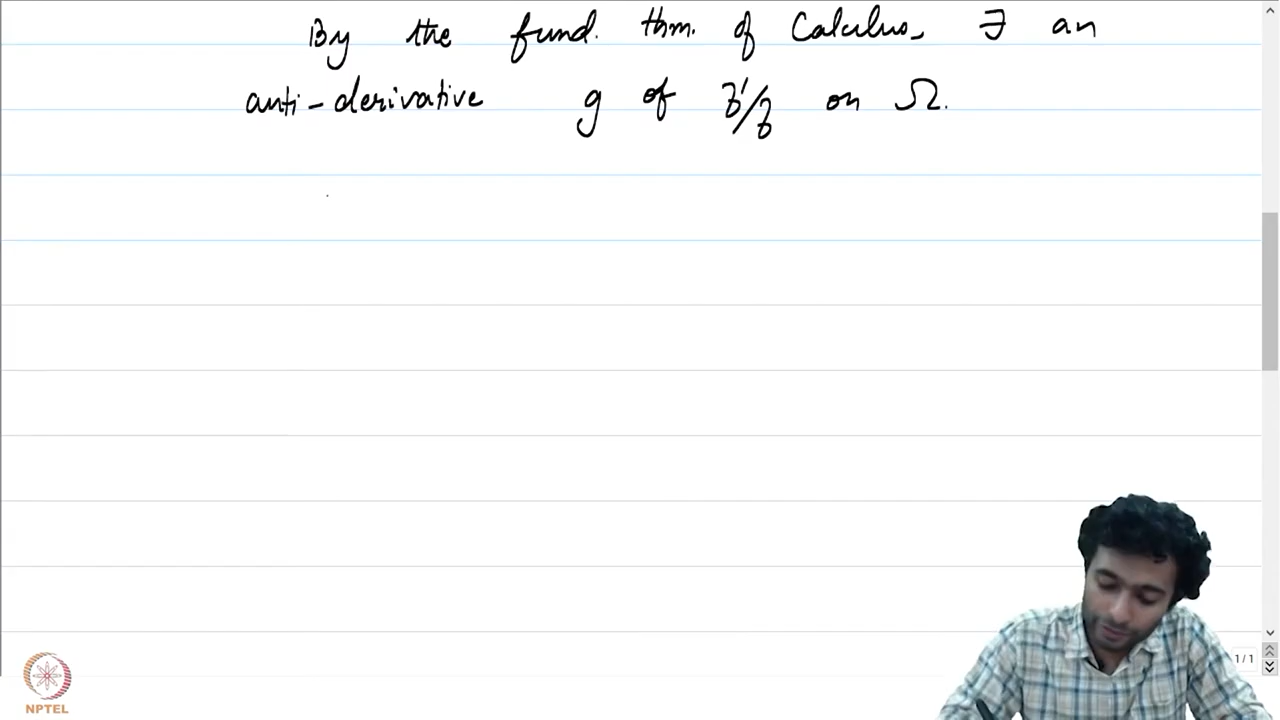 By the fund. thm. of Calculus, ∃ an
anti-derivative g of f'/f on Ω.
1/1
NPTEL